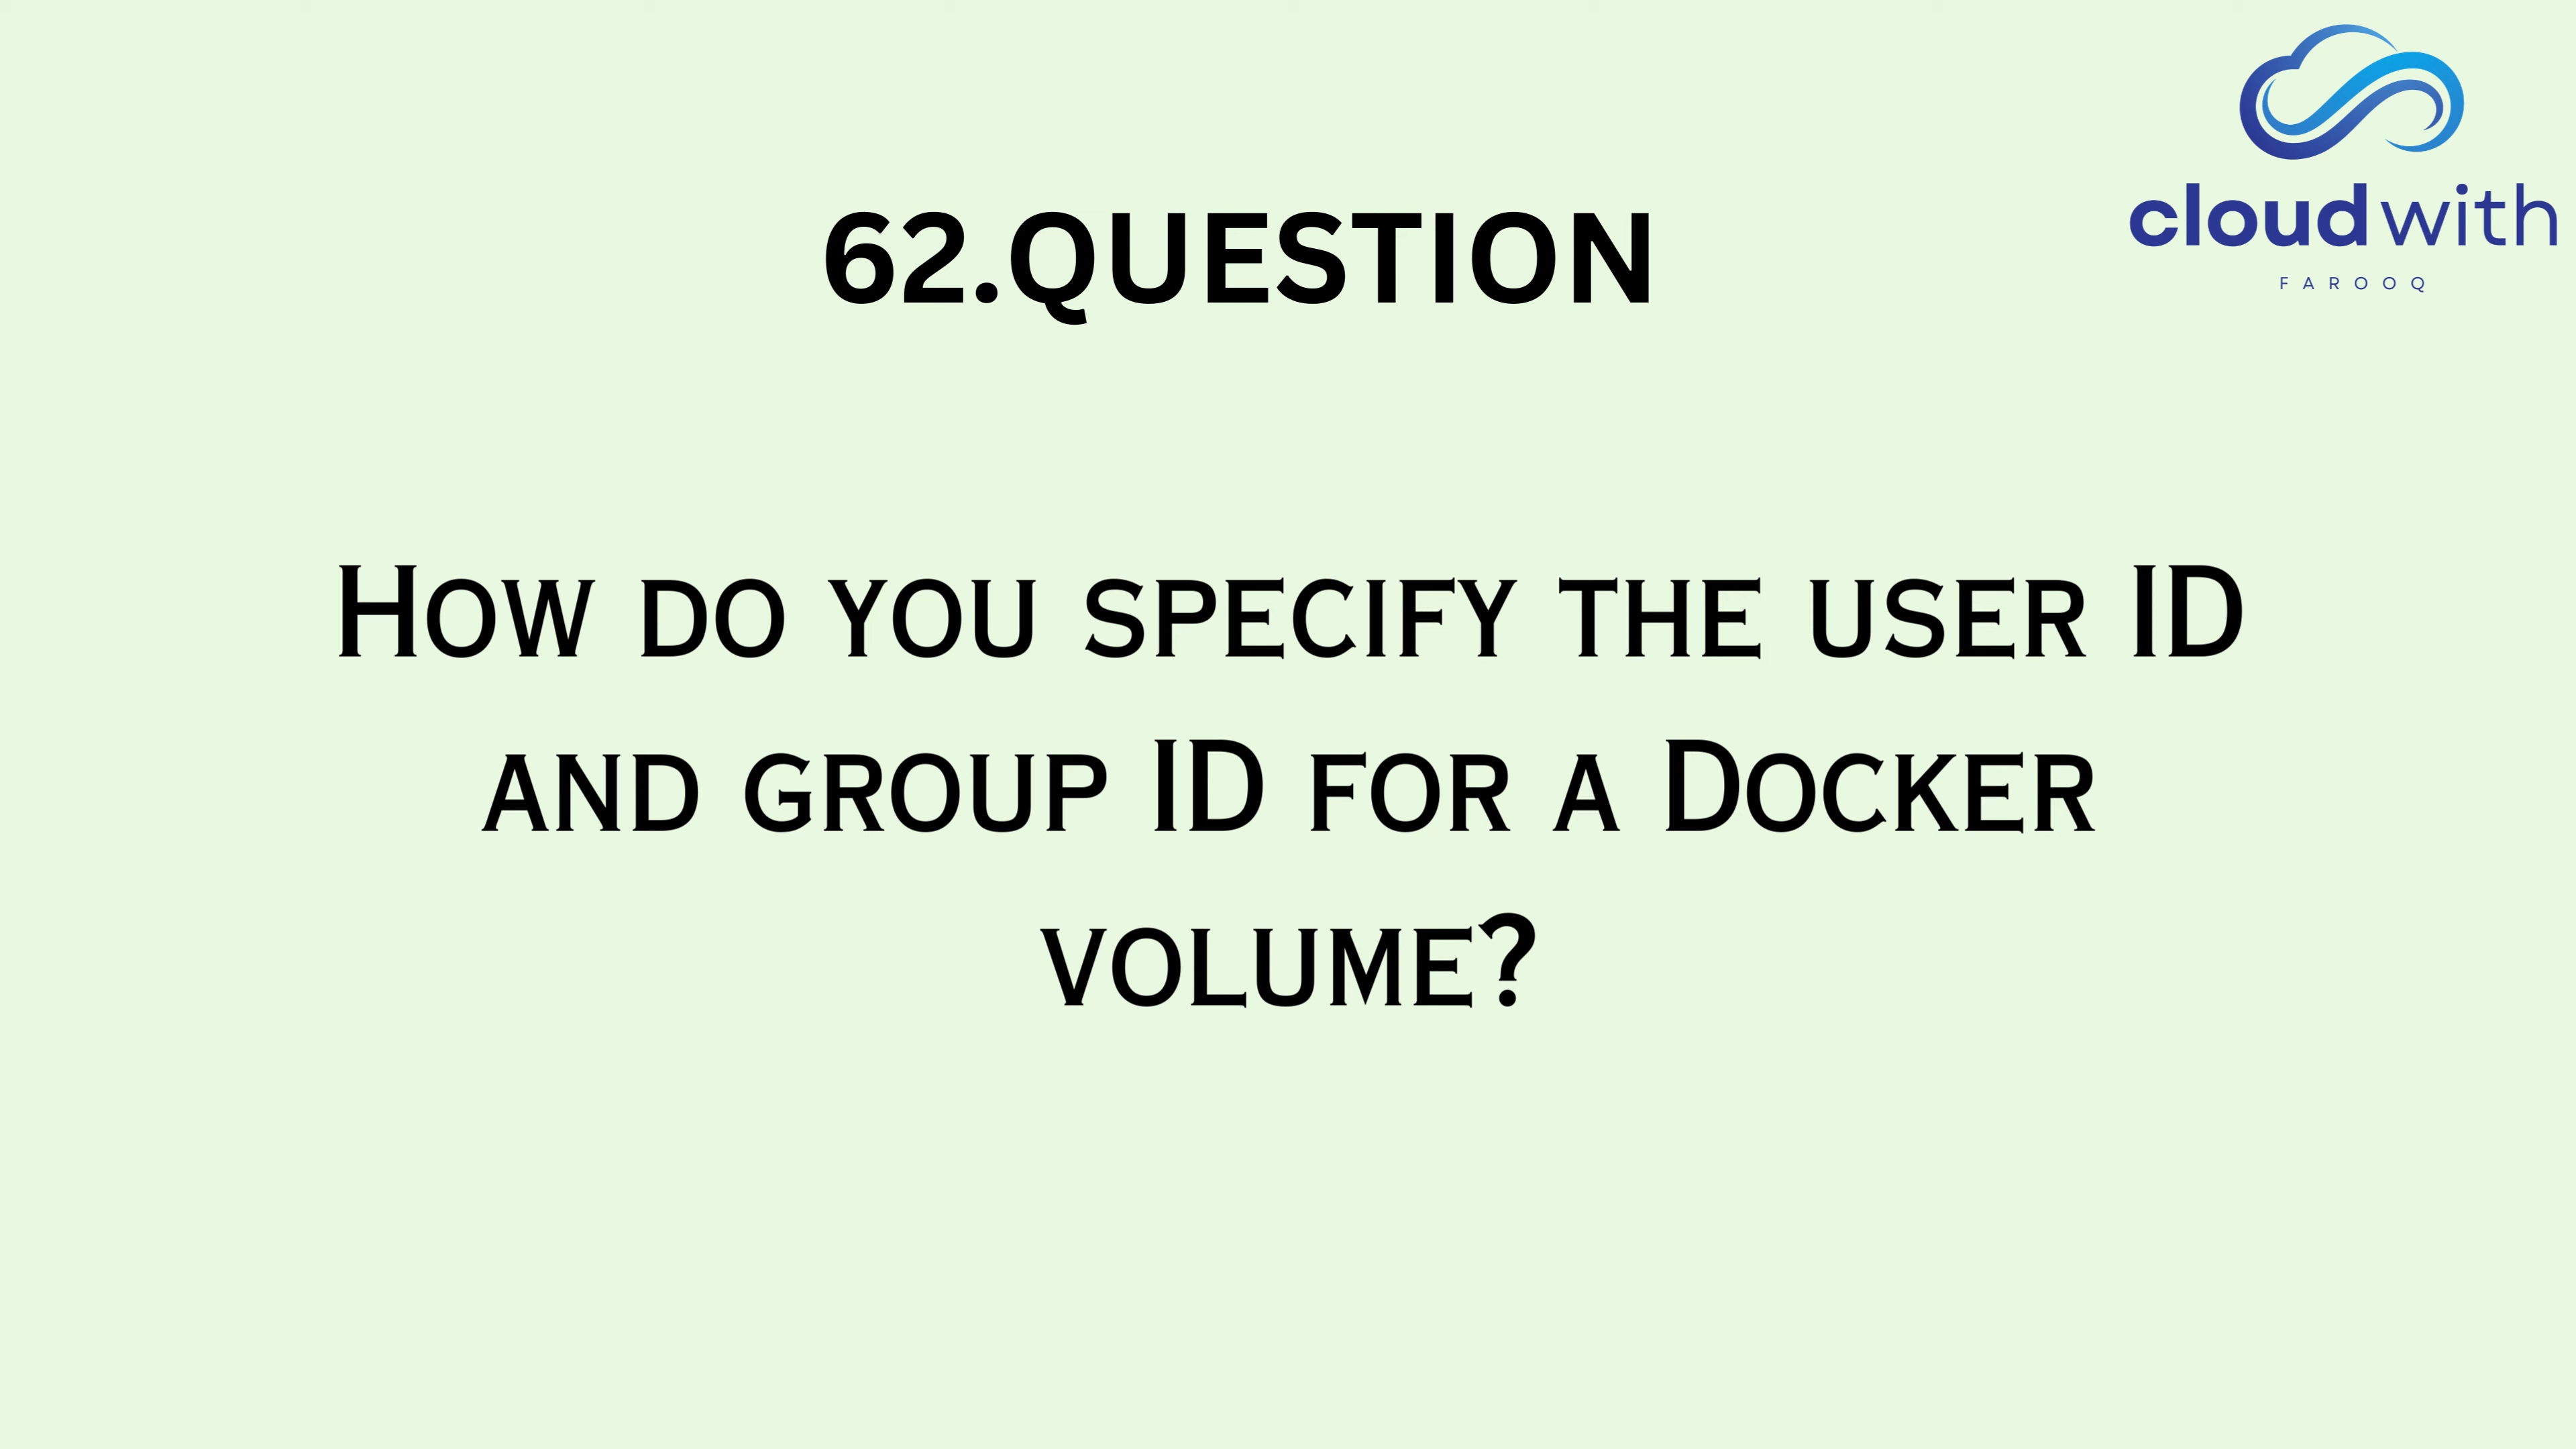 cloud with
FAROOQ
62.QUESTION
How do you specify the user ID
and group ID for a Docker
volume?